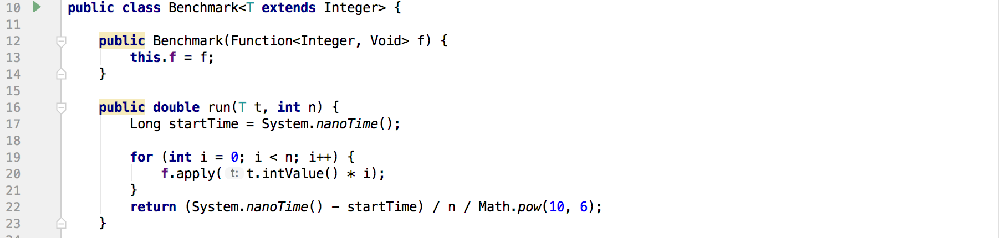 10 public class Benchmark<T extends Integer> {
11
12     public Benchmark(Function<Integer, Void> f) {
13         this.f = f;
14     }
15
16     public double run(T t, int n) {
17         Long startTime = System.nanoTime();
18
19         for (int i = 0; i < n; i++) {
20             f.apply( t: t.intValue() * i);
21         }
22         return (System.nanoTime() – startTime) / n / Math.pow(10, 6);
23     }